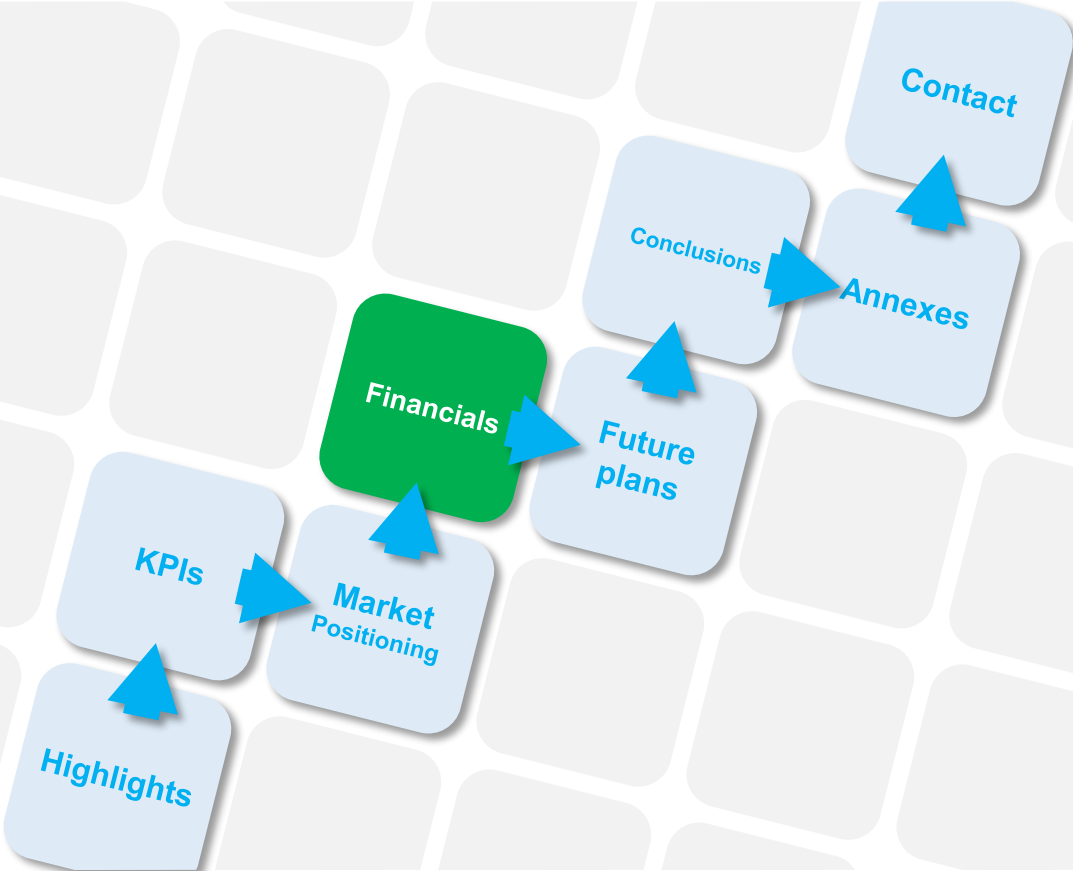 Highlights
KPIs
Market
Positioning
Financials
Future
plans
Conclusions
Annexes
Contact